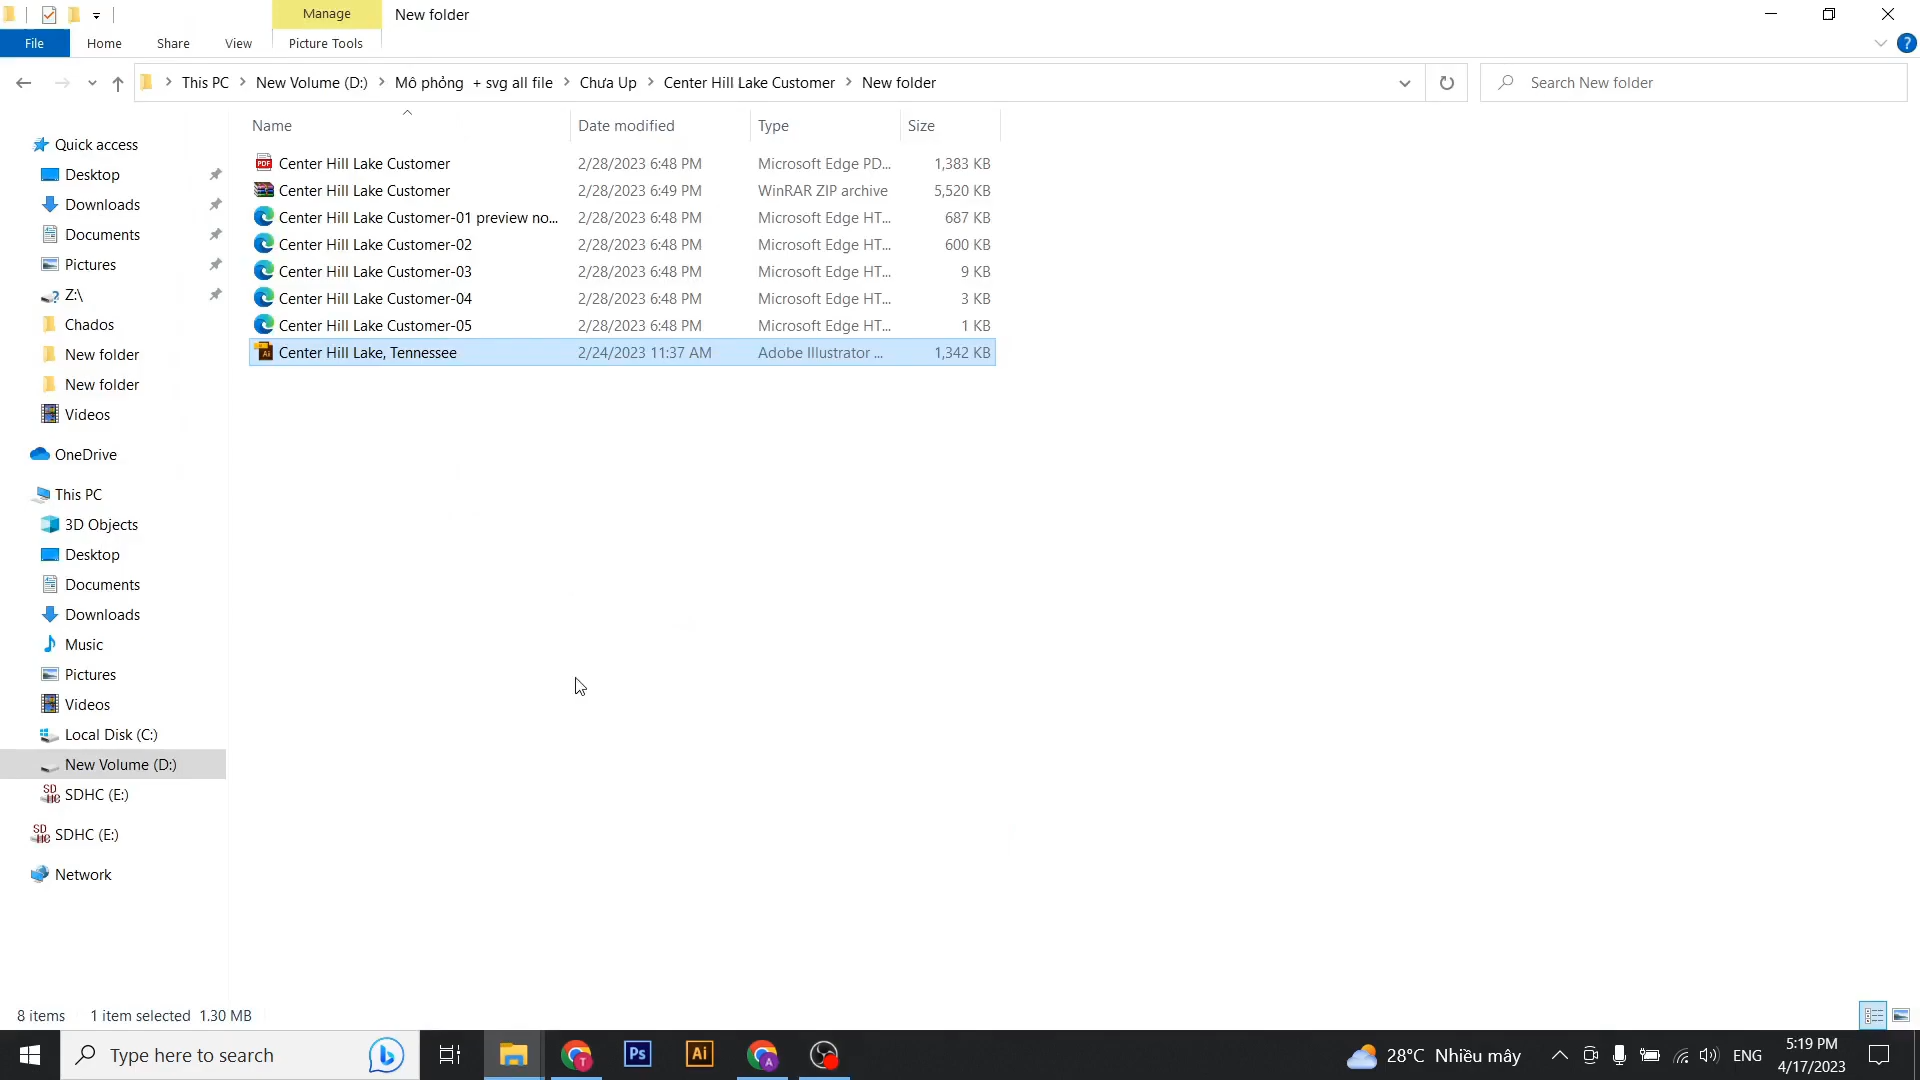 Manage
New folder
File
Home
Share
View
Picture Tools
This PC
New Volume (D:)
Mô phỏng + svg all file
Chưa Up
Center Hill Lake Customer
New folder
Search New folder
Name
Date modified
Type
Size
Center Hill Lake Customer 2/28/2023 6:48 PM Microsoft Edge PD... 1,383 KB
Center Hill Lake Customer 2/28/2023 6:49 PM WinRAR ZIP archive 5,520 KB
Center Hill Lake Customer-01 preview no... 2/28/2023 6:48 PM Microsoft Edge HT... 687 KB
Center Hill Lake Customer-02 2/28/2023 6:48 PM Microsoft Edge HT... 600 KB
Center Hill Lake Customer-03 2/28/2023 6:48 PM Microsoft Edge HT... 9 KB
Center Hill Lake Customer-04 2/28/2023 6:48 PM Microsoft Edge HT... 3 KB
Center Hill Lake Customer-05 2/28/2023 6:48 PM Microsoft Edge HT... 1 KB
Center Hill Lake, Tennessee 2/24/2023 11:37 AM Adobe Illustrator ... 1,342 KB
Quick access
Desktop
Downloads
Documents
Pictures
Z:\
Chados
New folder
New folder
Videos
OneDrive
This PC
3D Objects
Desktop
Documents
Downloads
Music
Pictures
Videos
Local Disk (C:)
New Volume (D:)
SDHC (E:)
SDHC (E:)
Network
8 items 1 item selected 1.30 MB
Type here to search
Ps
Ai
28°C Nhiều mây
ENG
5:19 PM
4/17/2023